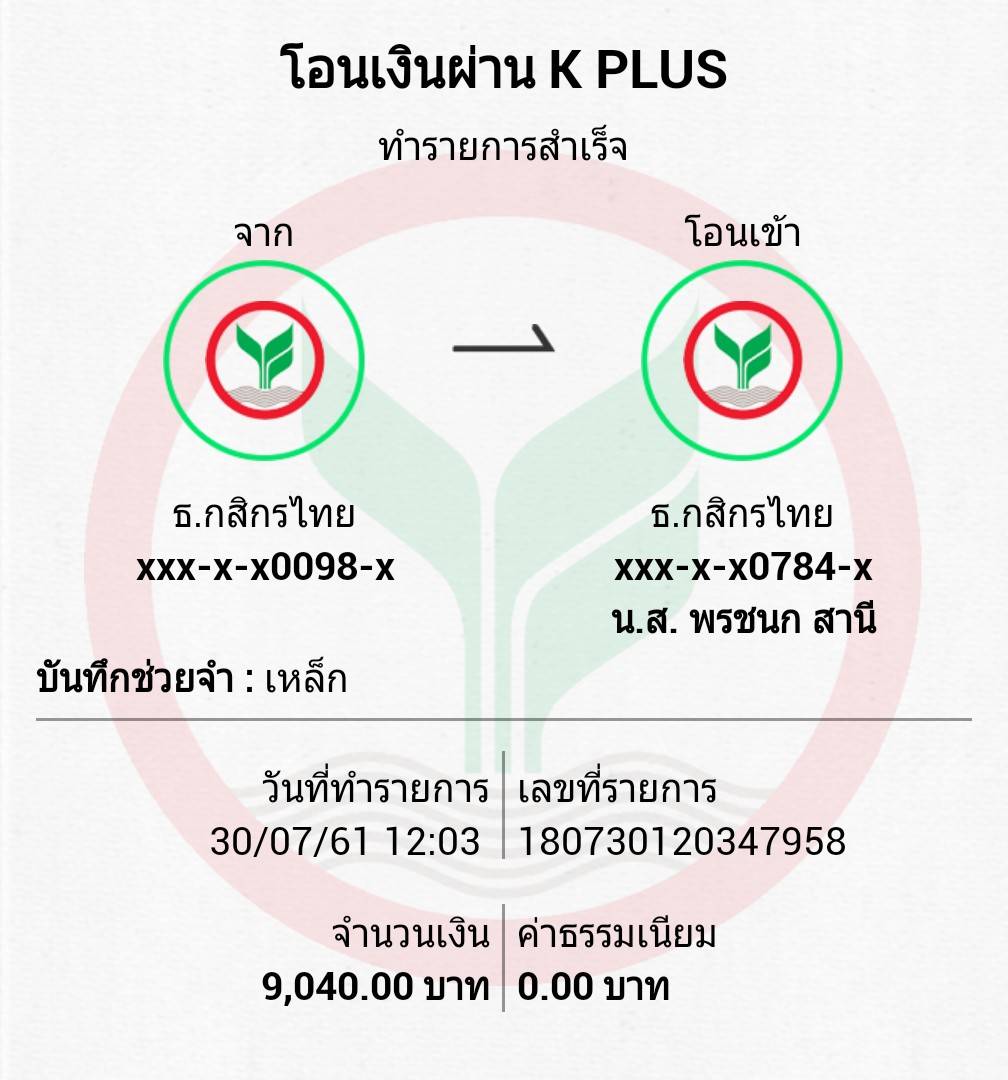 โอนเงินผ่าน K PLUS
ทำรายการสำเร็จ
จาก
โอนเข้า
ธ.กสิกรไทย
xxx-x-x0098-x
ธ.กสิกรไทย
xxx-x-x0784-x
น.ส. พรชนก สานี
บันทึกช่วยจำ : เหล็ก
วันที่ทำรายการ
30/07/61 12:03
เลขที่รายการ
180730120347958
จำนวนเงิน
9,040.00 บาท
ค่าธรรมเนียม
0.00 บาท